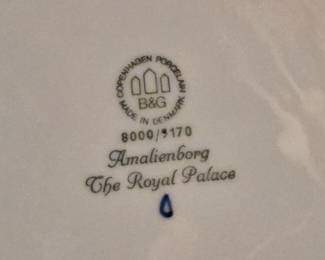 COPENHAGEN PORCELAIN
B&G
MADE IN DENMARK
8000/9170
Amalienborg
The Royal Palace